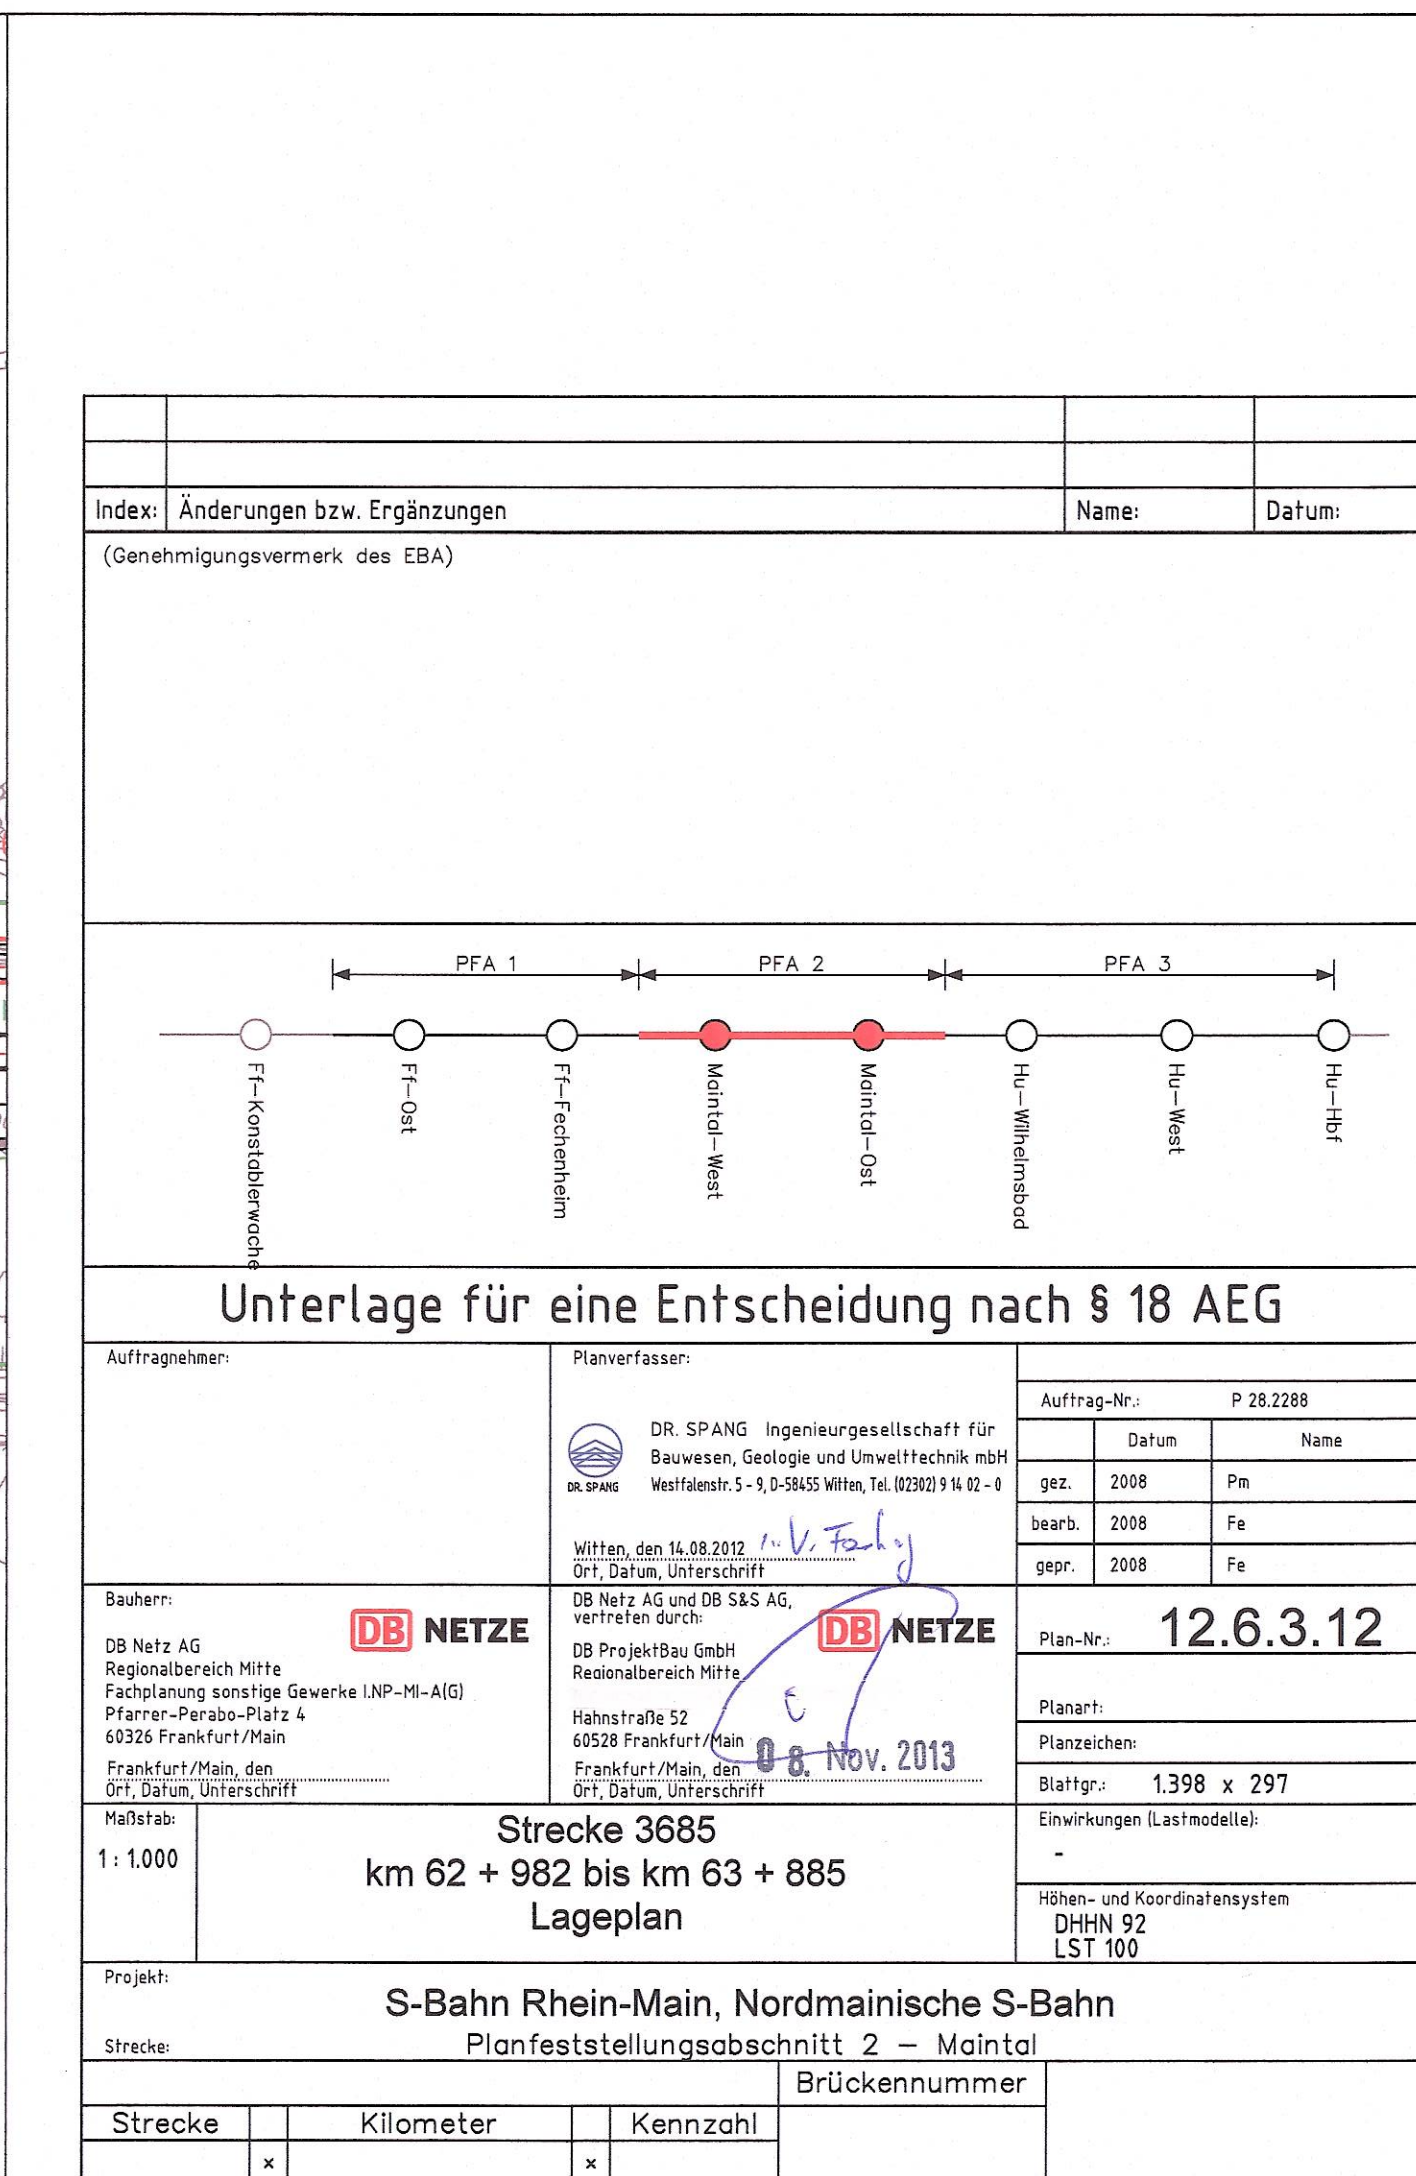 Index: Änderungen bzw. Ergänzungen Name: Datum:
(Genehmigungsvermerk des EBA)
PFA 1 PFA 2 PFA 3
Ff-Konstablerwache
Ff-Ost
Ff-Fechenheim
Maintal-West
Maintal-Ost
Hu-Wilhelmsbad
Hu-West
Hu-Hbf
Unterlage für eine Entscheidung nach § 18 AEG
Auftragnehmer:
Planverfasser:
DR. SPANG
DR. SPANG Ingenieurgesellschaft für
Bauwesen, Geologie und Umwelttechnik mbH
Westfalenstr. 5 - 9, D-58455 Witten, Tel. (02302) 9 14 02 - 0
Witten, den 14.08.2012
Ort, Datum, Unterschrift
Auftrag-Nr.: P 28.2288
Datum Name
gez. 2008 Pm
bearb. 2008 Fe
gepr. 2008 Fe
Bauherr:
DB NETZE
DB Netz AG
Regionalbereich Mitte
Fachplanung sonstige Gewerke I.NP-MI-A(G)
Pfarrer-Perabo-Platz 4
60326 Frankfurt/Main
Frankfurt/Main, den
Ort, Datum, Unterschrift
DB Netz AG und DB S&S AG,
vertreten durch:
DB NETZE
DB ProjektBau GmbH
Regionalbereich Mitte
Hahnstraße 52
60528 Frankfurt/Main
Frankfurt/Main, den 08. Nov. 2013
Ort, Datum, Unterschrift
Plan-Nr.: 12.6.3.12
Planart:
Planzeichen:
Blattgr.: 1.398 x 297
Maßstab:
1 : 1.000
Strecke 3685
km 62 + 982 bis km 63 + 885
Lageplan
Einwirkungen (Lastmodelle):
-
Höhen- und Koordinatensystem
DHHN 92
LST 100
Projekt:
S-Bahn Rhein-Main, Nordmainische S-Bahn
Strecke: Planfeststellungsabschnitt 2 - Maintal
Brückennummer
Strecke Kilometer Kennzahl
x x